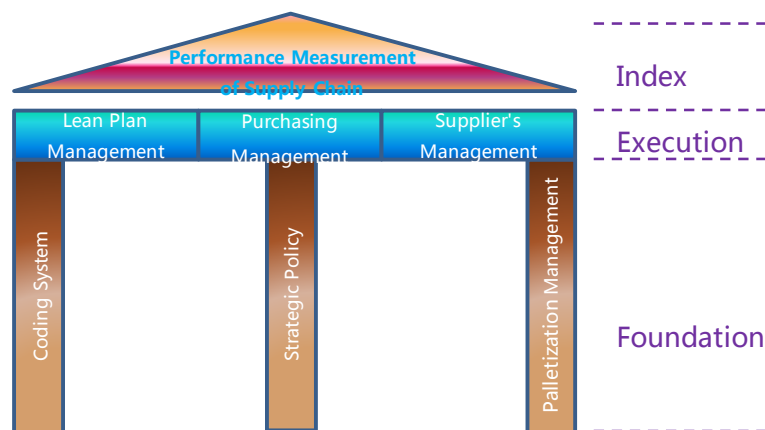 Performance Measurement
of Supply Chain
Index
Lean Plan
Management
Purchasing
Management
Supplier's
Management
Execution
Coding System
Strategic Policy
Palletization Management
Foundation